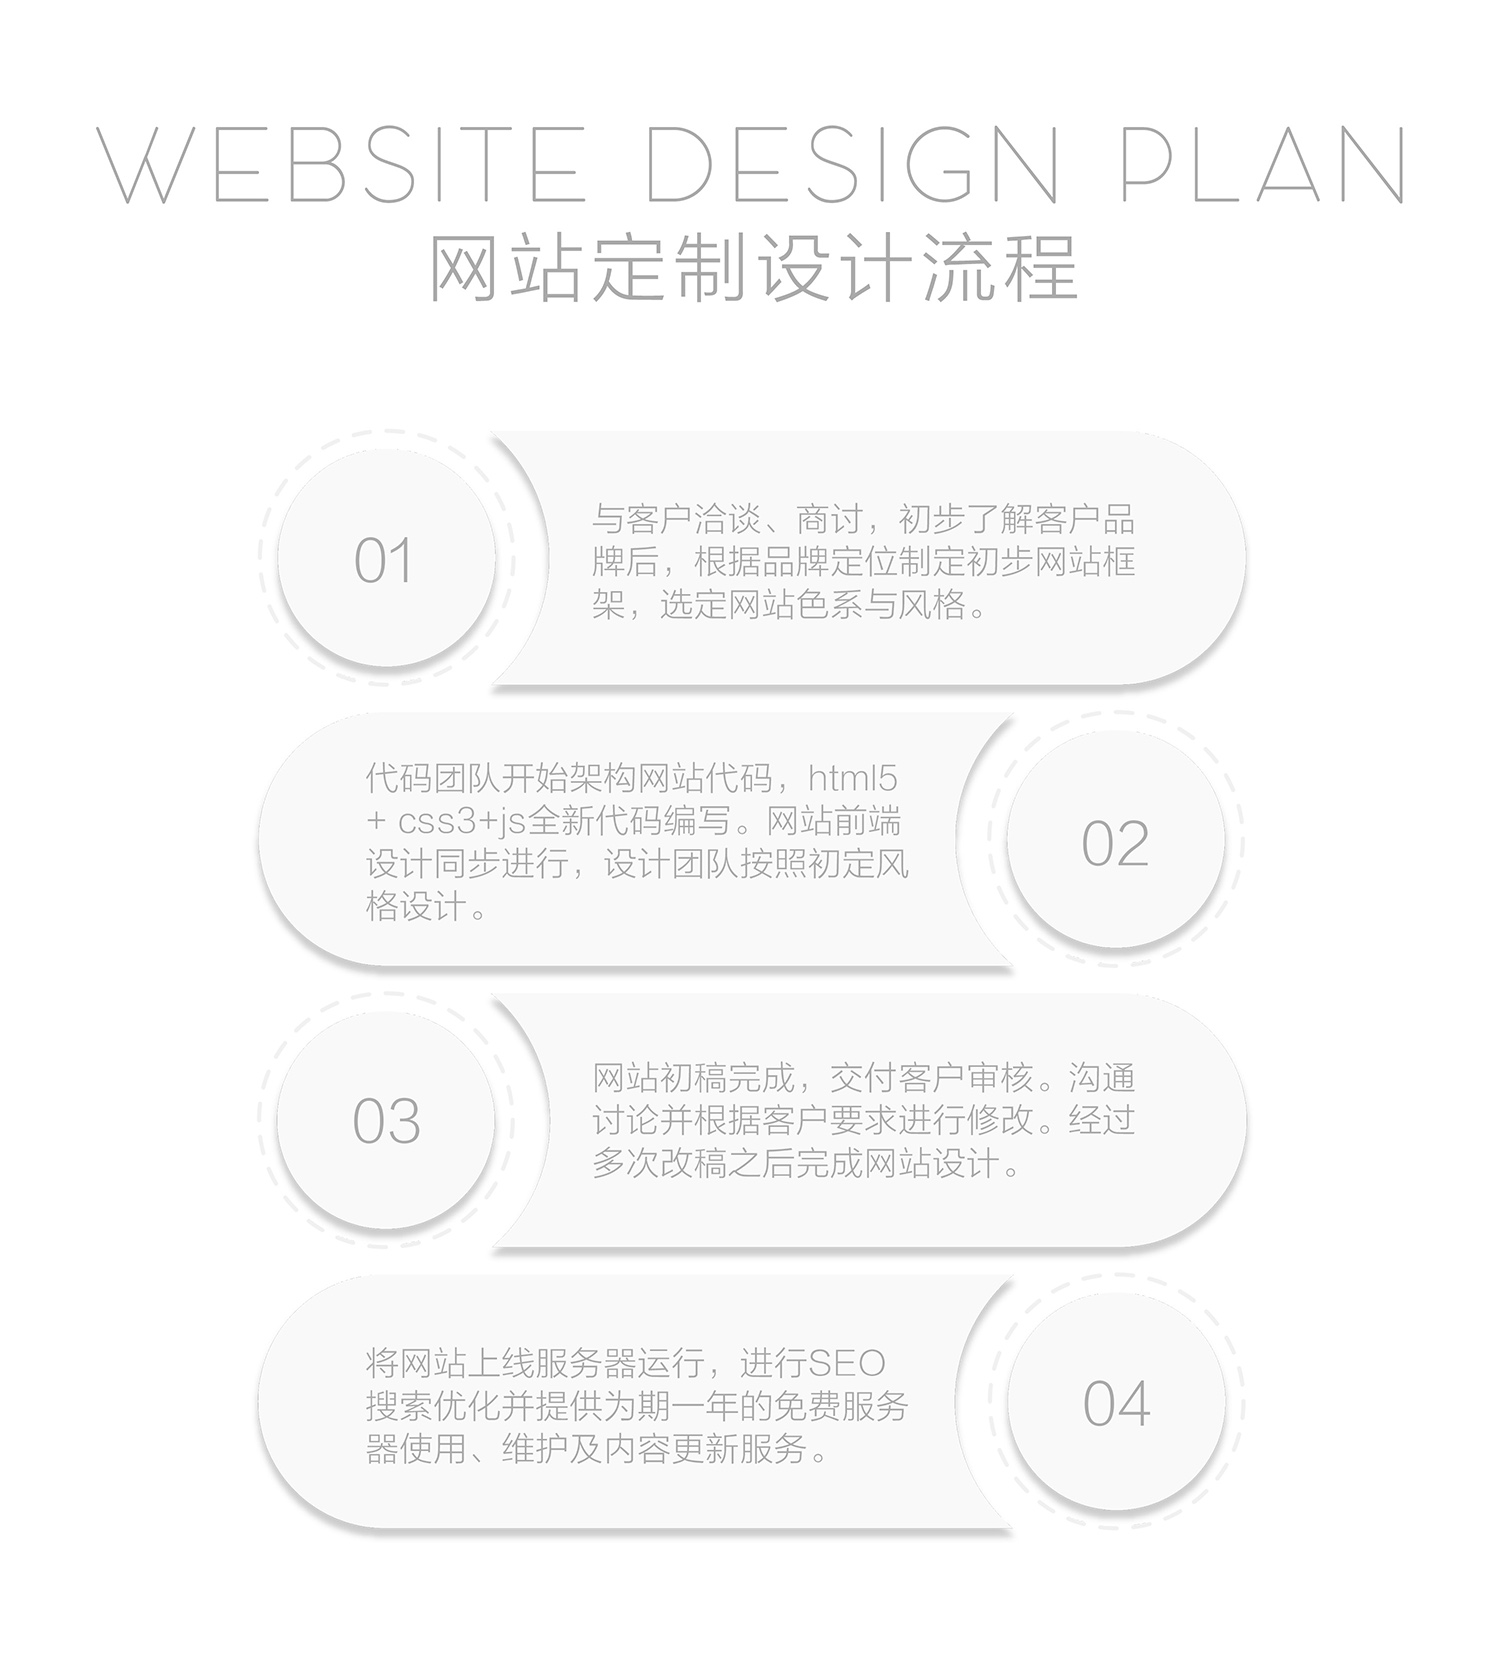 WEBSITE DESIGN PLAN
网站定制设计流程
01
与客户洽谈、商讨，初步了解客户品
牌后，根据品牌定位制定初步网站框
架，选定网站色系与风格。
代码团队开始架构网站代码，html5
+ css3+js全新代码编写。网站前端
设计同步进行，设计团队按照初定风
格设计。
02
03
网站初稿完成，交付客户审核。沟通
讨论并根据客户要求进行修改。经过
多次改稿之后完成网站设计。
将网站上线服务器运行，进行SEO
搜索优化并提供为期一年的免费服务
器使用、维护及内容更新服务。
04